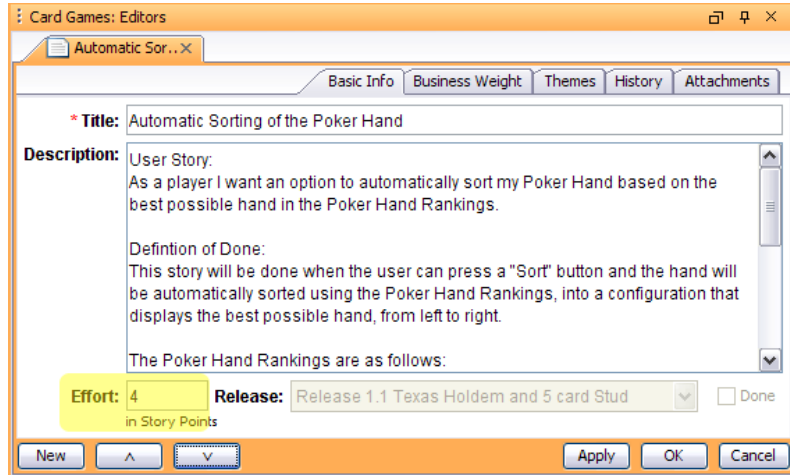 Card Games: Editors
Automatic Sor..
Basic Info Business Weight Themes History Attachments
* Title: Automatic Sorting of the Poker Hand
Description: User Story:
As a player I want an option to automatically sort my Poker Hand based on the
best possible hand in the Poker Hand Rankings.
Defintion of Done:
This story will be done when the user can press a "Sort" button and the hand will
be automatically sorted using the Poker Hand Rankings, into a configuration that
displays the best possible hand, from left to right.
The Poker Hand Rankings are as follows:
Effort: 4 Release: Release 1.1 Texas Holdem and 5 card Stud Done
in Story Points
New Apply OK Cancel